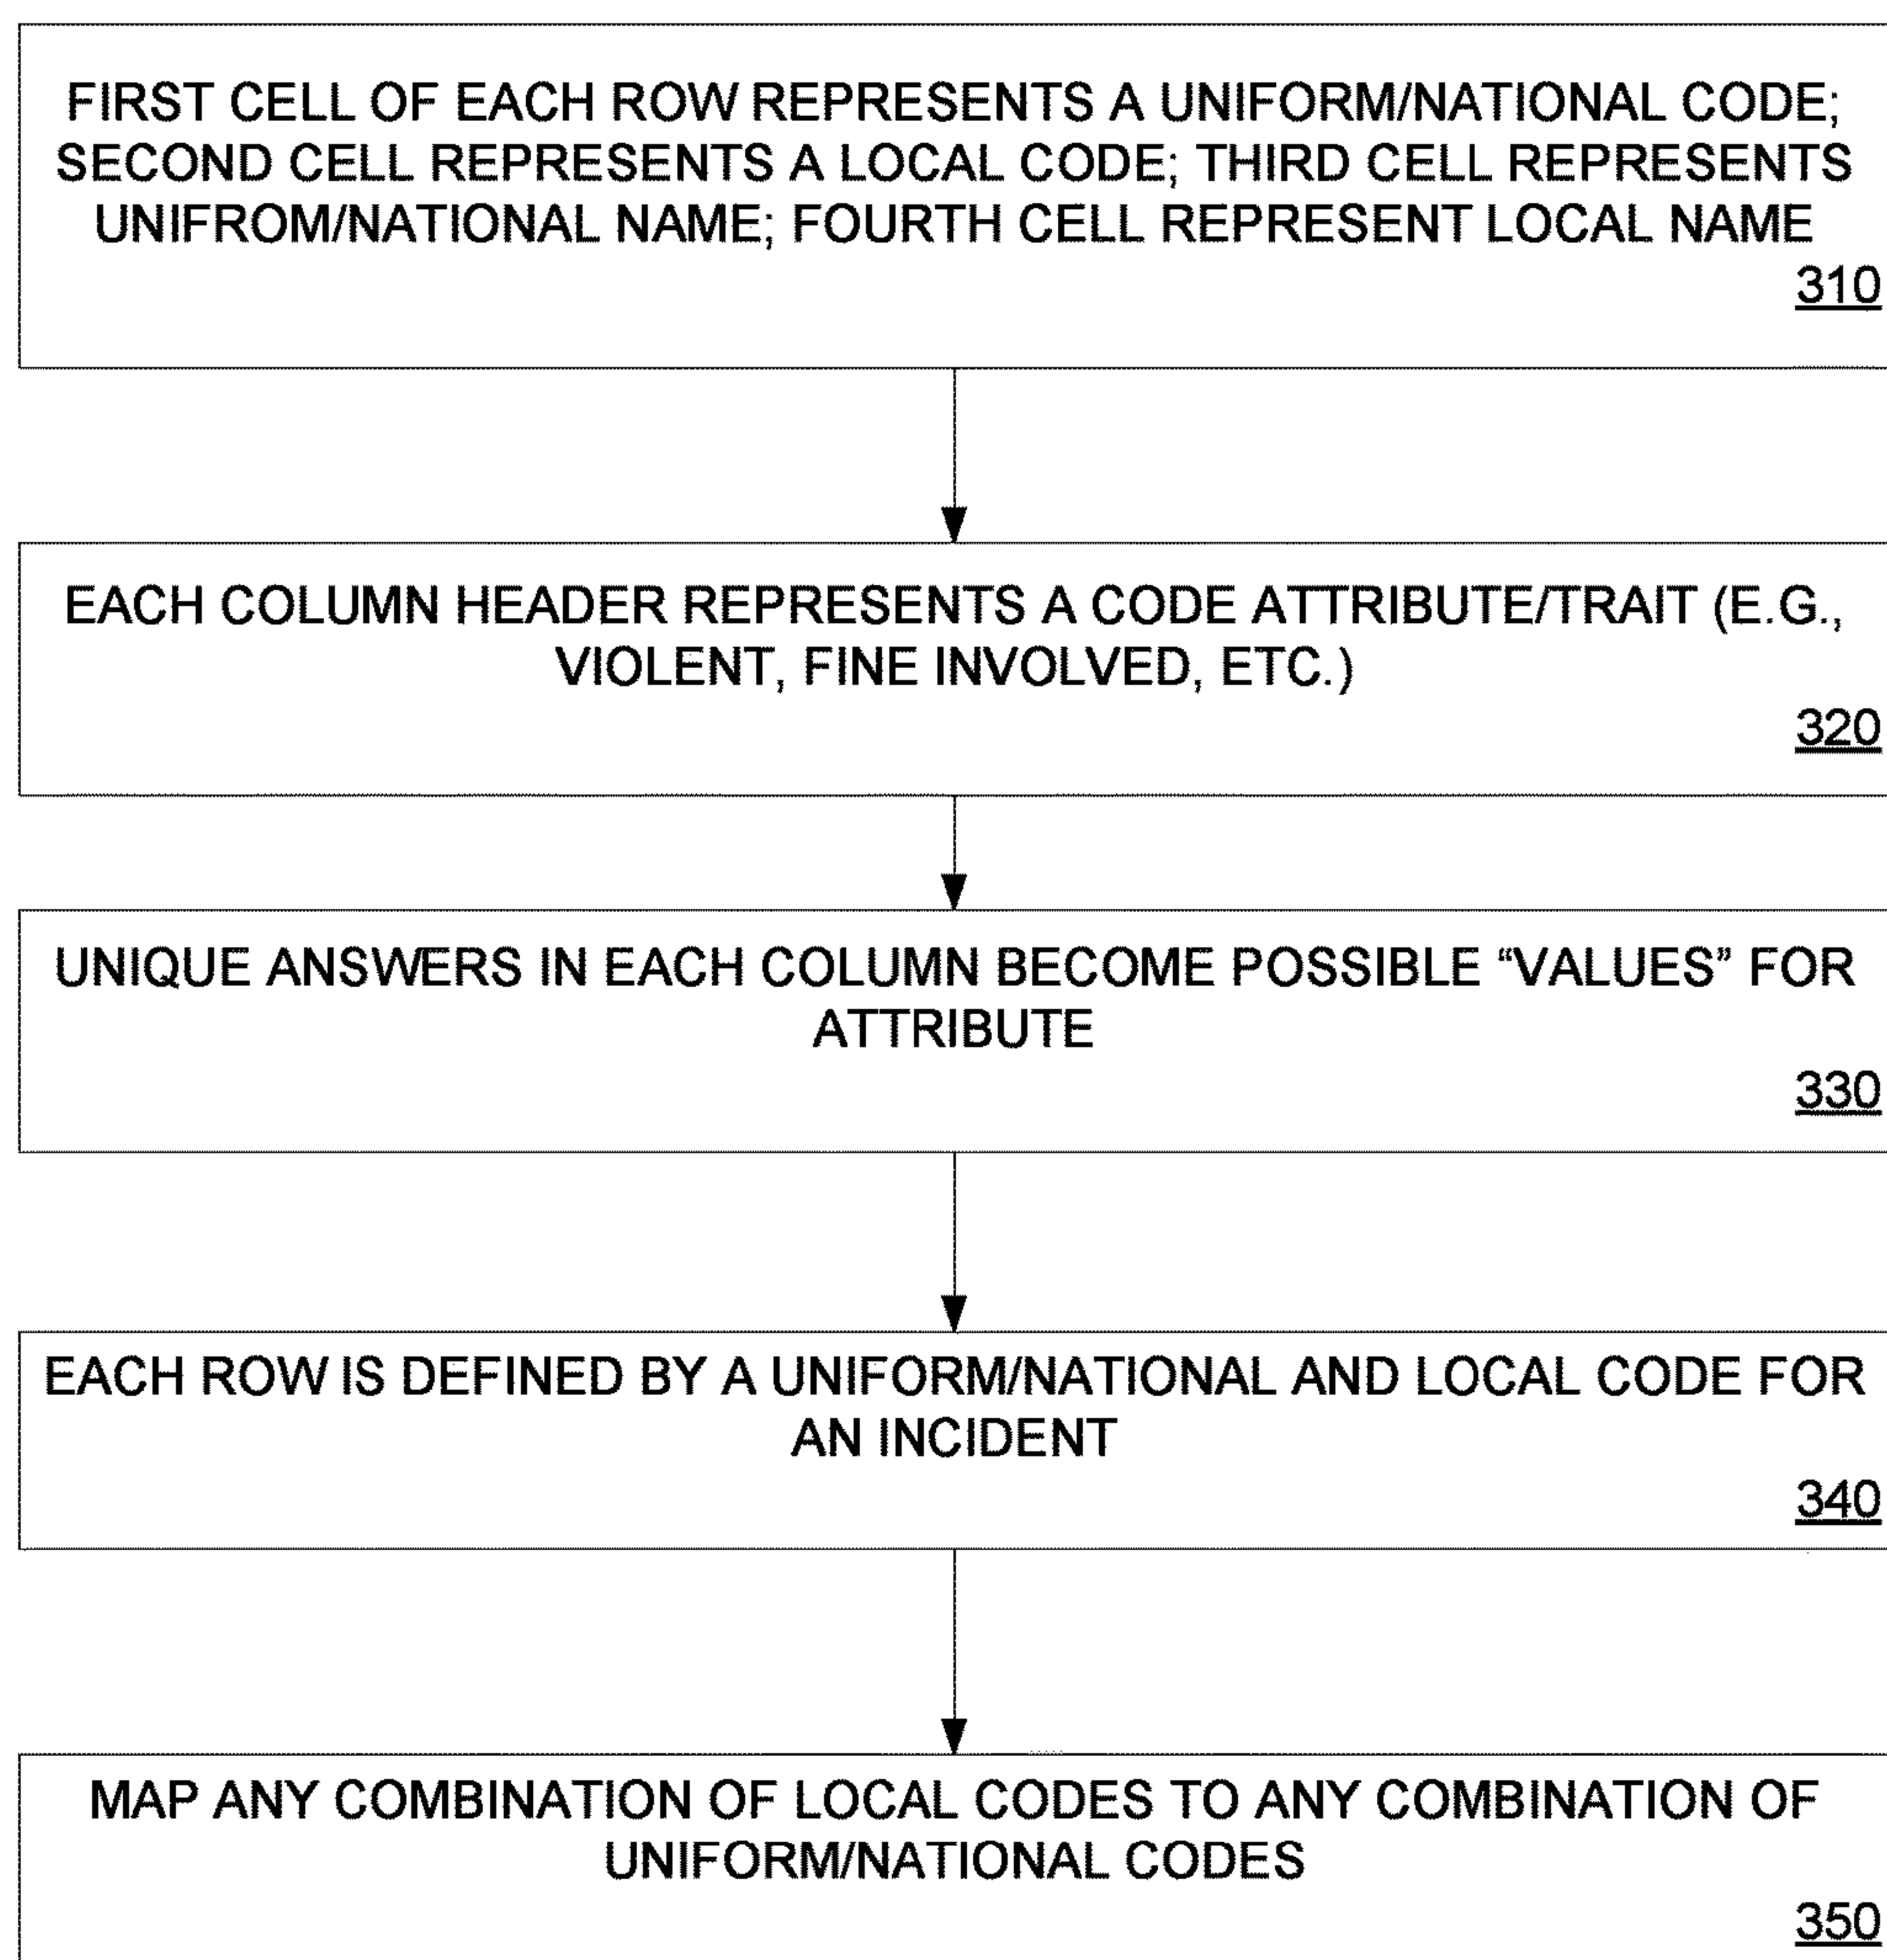 FIRST CELL OF EACH ROW REPRESENTS A UNIFORM/NATIONAL CODE;
SECOND CELL REPRESENTS A LOCAL CODE; THIRD CELL REPRESENTS
UNIFROM/NATIONAL NAME; FOURTH CELL REPRESENT LOCAL NAME
310
EACH COLUMN HEADER REPRESENTS A CODE ATTRIBUTE/TRAIT (E.G.,
VIOLENT, FINE INVOLVED, ETC.)
320
UNIQUE ANSWERS IN EACH COLUMN BECOME POSSIBLE “VALUES” FOR
ATTRIBUTE
330
EACH ROW IS DEFINED BY A UNIFORM/NATIONAL AND LOCAL CODE FOR
AN INCIDENT
340
MAP ANY COMBINATION OF LOCAL CODES TO ANY COMBINATION OF
UNIFORM/NATIONAL CODES
350